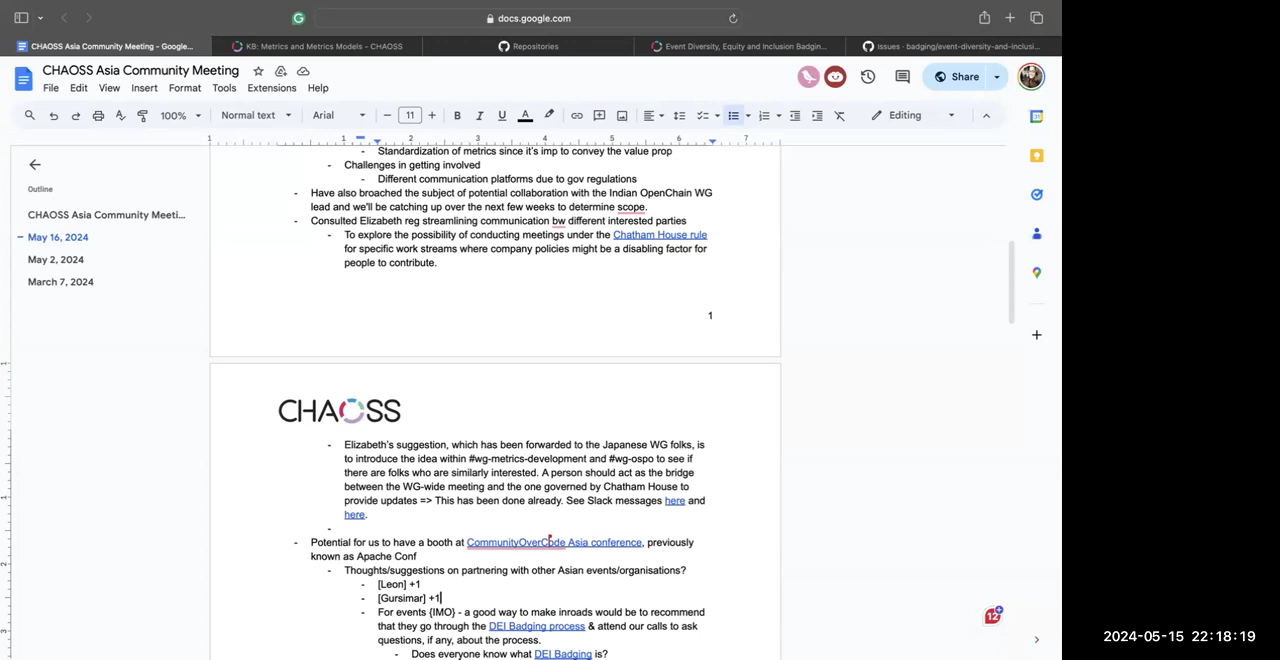 docs.google.com
CHAOSS Asia Community Meeting - Google...
KB: Metrics and Metrics Models - CHAOSS
Repositories
Event Diversity, Equity and Inclusion Badgin...
Issues · badging/event-diversity-and-inclusi...
CHAOSS Asia Community Meeting
File Edit View Insert Format Tools Extensions Help
Share
100% Normal text Arial 11 B I U A Editing
1 1 2 3 4 5 6 7
Outline
CHAOSS Asia Community Meeti...
May 16, 2024
May 2, 2024
March 7, 2024
- Standardization of metrics since it's imp to convey the value prop
- Challenges in getting involved
- Different communication platforms due to gov regulations
- Have also broached the subject of potential collaboration with the Indian OpenChain WG
lead and we'll be catching up over the next few weeks to determine scope.
- Consulted Elizabeth reg streamlining communication bw different interested parties
- To explore the possibility of conducting meetings under the Chatham House rule
for specific work streams where company policies might be a disabling factor for
people to contribute.
1
CHAOSS
- Elizabeth's suggestion, which has been forwarded to the Japanese WG folks, is
to introduce the idea within #wg-metrics-development and #wg-ospo to see if
there are folks who are similarly interested. A person should act as the bridge
between the WG-wide meeting and the one governed by Chatham House to
provide updates => This has been done already. See Slack messages here and
here.
-
- Potential for us to have a booth at CommunityOverCode Asia conference, previously
known as Apache Conf
- Thoughts/suggestions on partnering with other Asian events/organisations?
- [Leon] +1
- [Gursimar] +1
- For events {IMO} - a good way to make inroads would be to recommend
that they go through the DEI Badging process & attend our calls to ask
questions, if any, about the process.
- Does everyone know what DEI Badging is?
1
1
2
3
12
2024-05-15 22:18:19